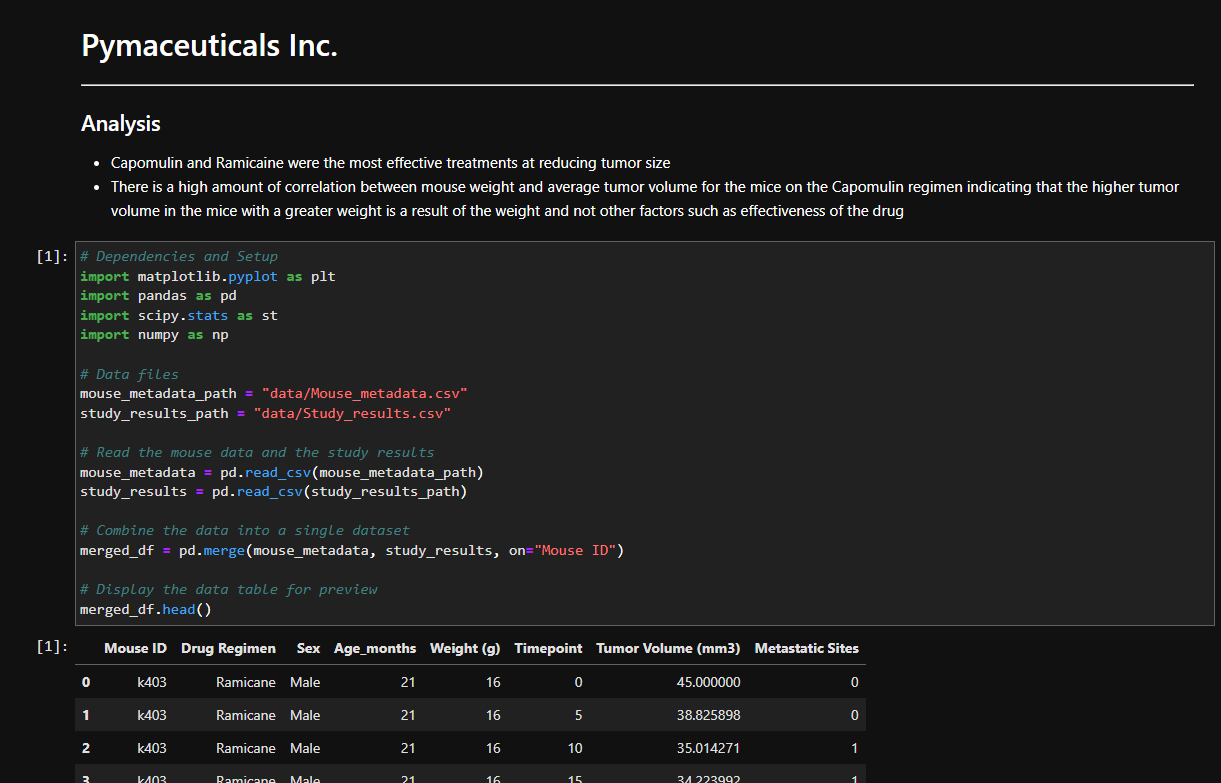 Pymaceuticals Inc.
Analysis
• Capomulin and Ramicaine were the most effective treatments at reducing tumor size
• There is a high amount of correlation between mouse weight and average tumor volume for the mice on the Capomulin regimen indicating that the higher tumor
volume in the mice with a greater weight is a result of the weight and not other factors such as effectiveness of the drug
[1]: # Dependencies and Setup
import matplotlib.pyplot as plt
import pandas as pd
import scipy.stats as st
import numpy as np
# Data files
mouse_metadata_path = "data/Mouse_metadata.csv"
study_results_path = "data/Study_results.csv"
# Read the mouse data and the study results
mouse_metadata = pd.read_csv(mouse_metadata_path)
study_results = pd.read_csv(study_results_path)
# Combine the data into a single dataset
merged_df = pd.merge(mouse_metadata, study_results, on="Mouse ID")
# Display the data table for preview
merged_df.head()
[1]: Mouse ID Drug Regimen Sex Age_months Weight (g) Timepoint Tumor Volume (mm3) Metastatic Sites
0 k403 Ramicane Male 21 16 0 45.000000 0
1 k403 Ramicane Male 21 16 5 38.825898 0
2 k403 Ramicane Male 21 16 10 35.014271 1
3 k403 Ramicane Male 21 16 15 34.223992 1